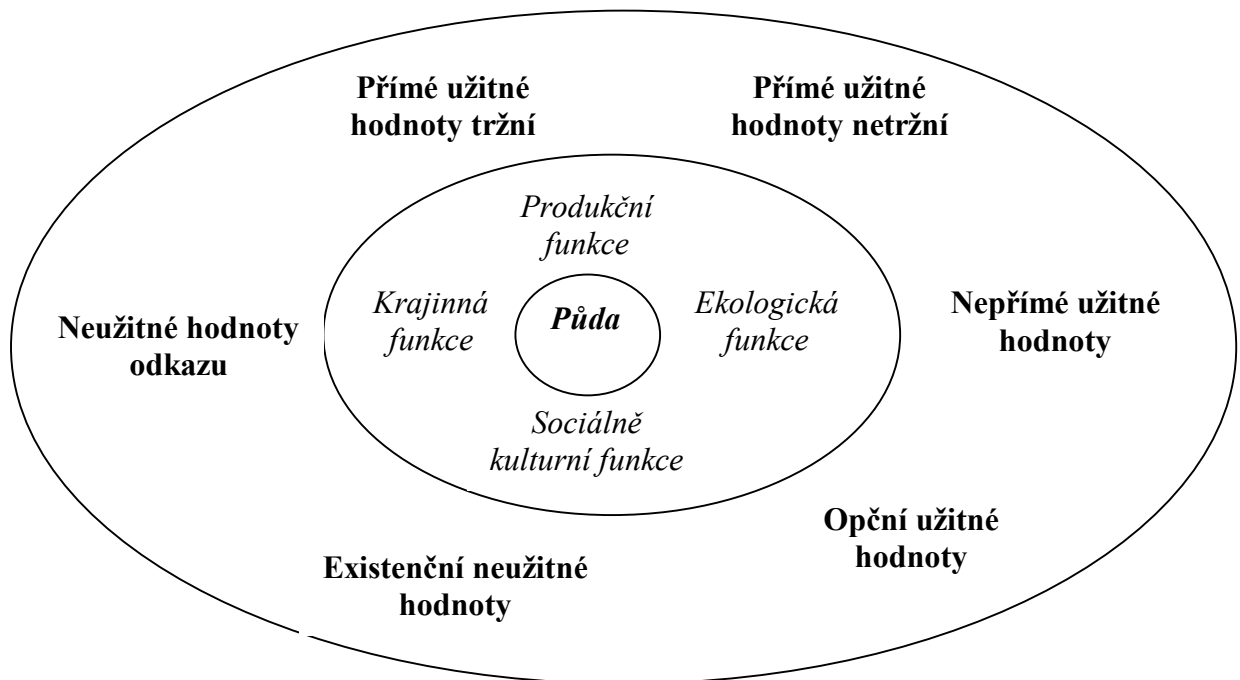 Přímé užitné
hodnoty tržní
Přímé užitné
hodnoty netržní
Produkční
funkce
Krajinná
funkce
Půda
Ekologická
funkce
Sociálně
kulturní funkce
Neužitné hodnoty
odkazu
Nepřímé užitné
hodnoty
Opční užitné
hodnoty
Existenční neužitné
hodnoty